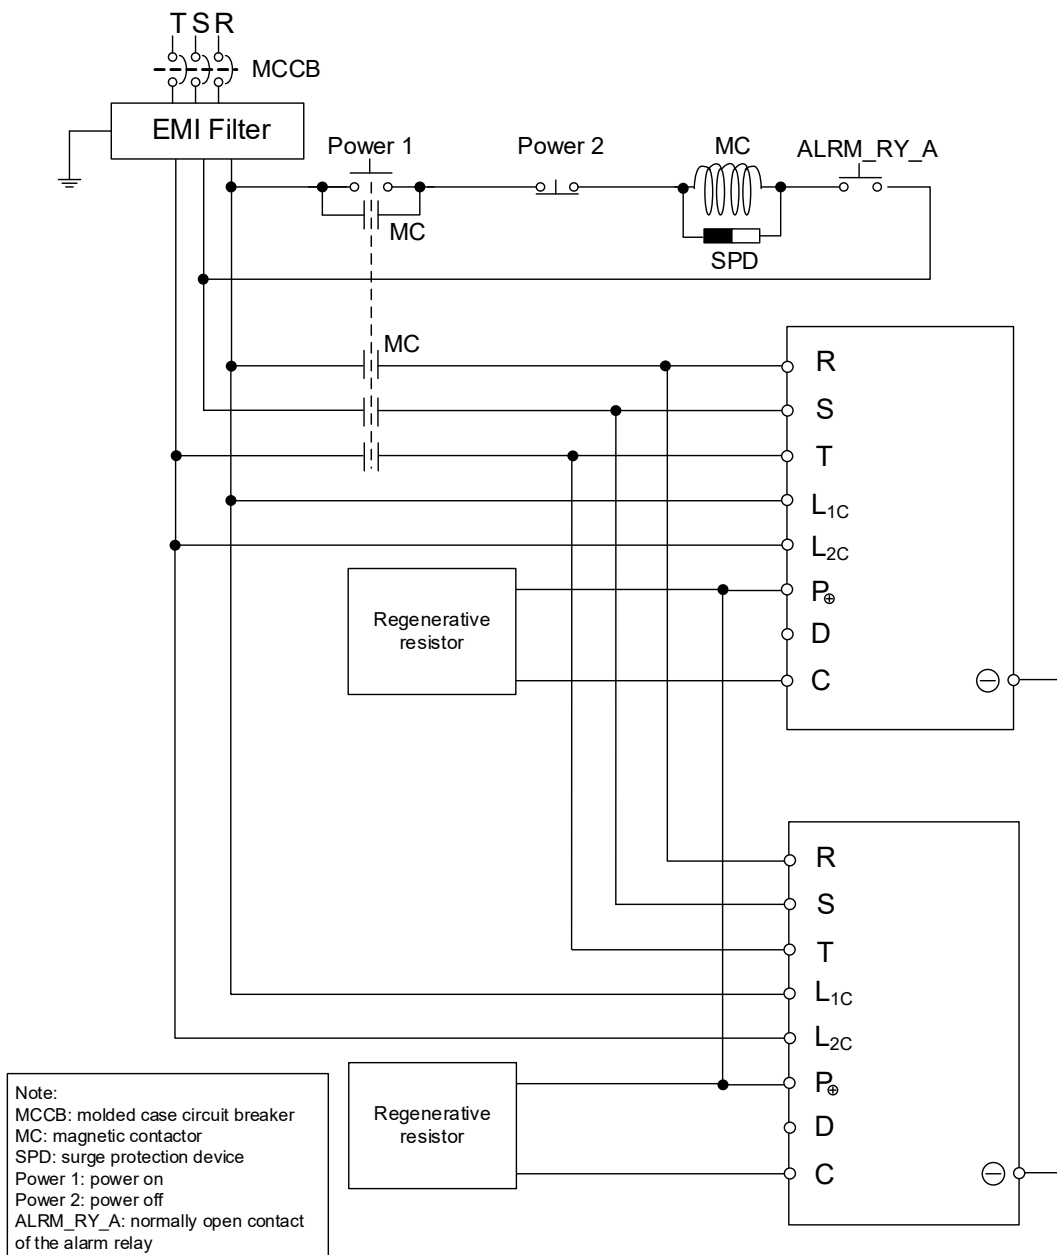 T S R
MCCB
EMI Filter
Power 1
Power 2
MC
ALRM_RY_A
MC
SPD
MC
R
S
T
L1C
L2C
P⊕
D
C
⊖
Regenerative
resistor
R
S
T
L1C
L2C
P⊕
D
C
⊖
Regenerative
resistor
Note:
MCCB: molded case circuit breaker
MC: magnetic contactor
SPD: surge protection device
Power 1: power on
Power 2: power off
ALRM_RY_A: normally open contact
of the alarm relay